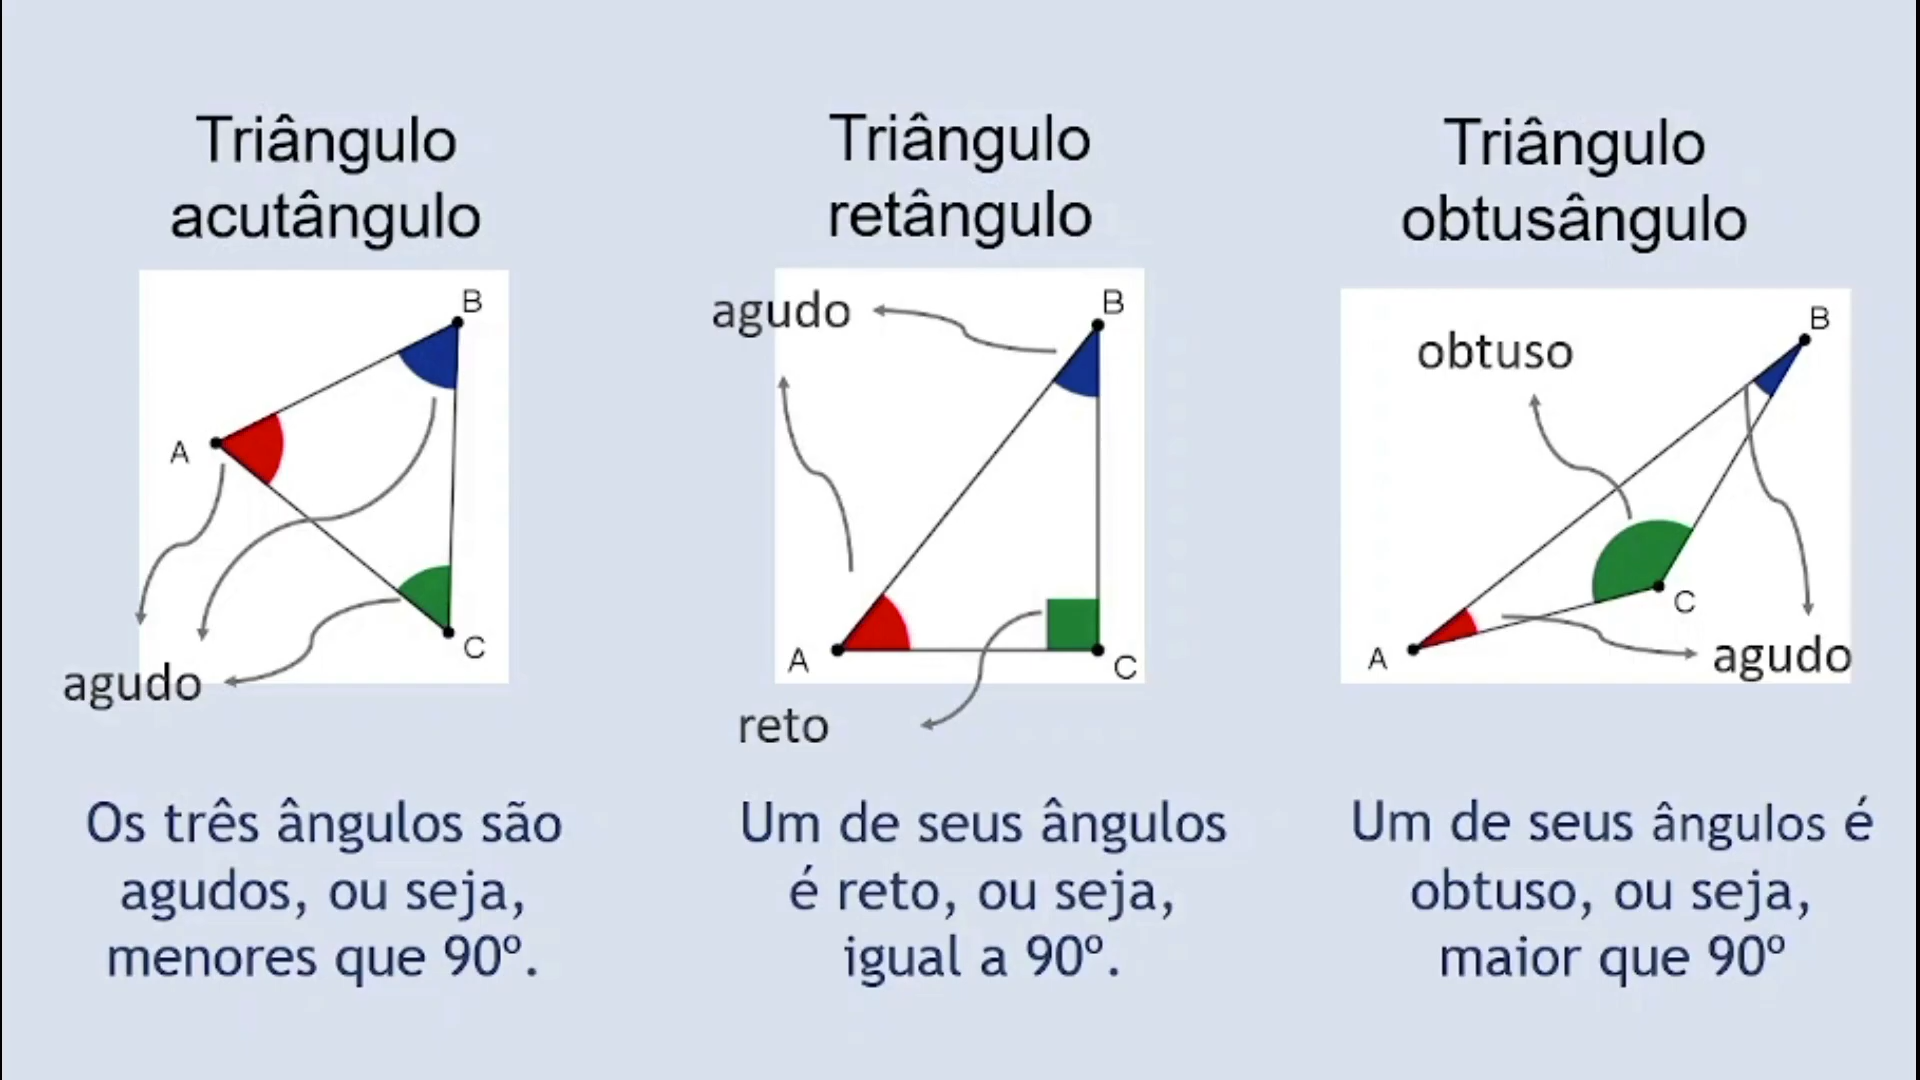 Triângulo
acutângulo
B
A
C
agudo
Os três ângulos são
agudos, ou seja,
menores que 90º.
Triângulo
retângulo
agudo
B
A
C
reto
Um de seus ângulos
é reto, ou seja,
igual a 90º.
Triângulo
obtusângulo
B
obtuso
C
A
agudo
Um de seus ângulos é
obtuso, ou seja,
maior que 90º